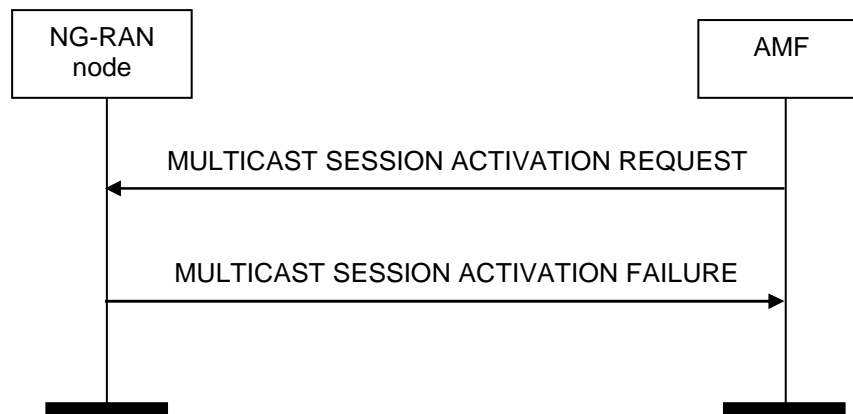 NG-RAN
node
AMF
MULTICAST SESSION ACTIVATION REQUEST
MULTICAST SESSION ACTIVATION FAILURE